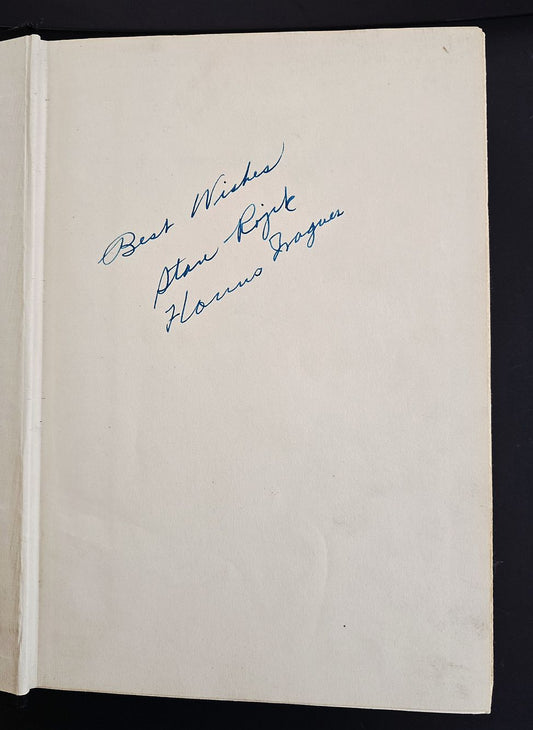 Best Wishes
Stan Rojek
Honus Wagner